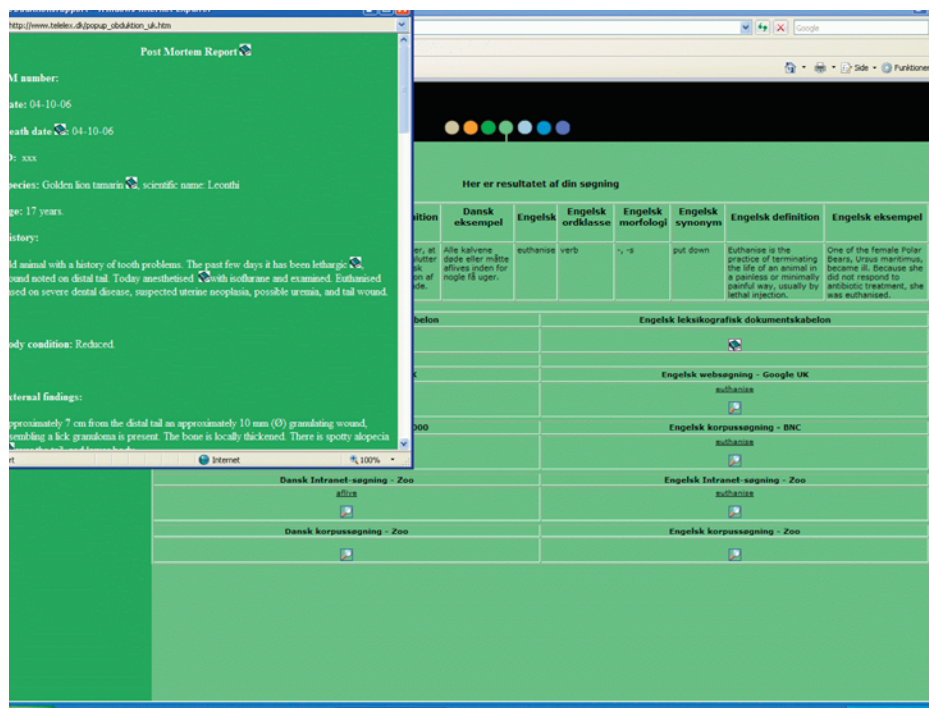 http://www.telelex.dk/popup_obduktion_uk.htm
Post Mortem Report
M number:
ate: 04-10-06
eath date : 04-10-06
D: xxx
pecies: Golden lion tamarin , scientific name: Leonthi
ge: 17 years.
istory:
ld animal with a history of tooth problems. The past few days it has been lethargic ,
ound noted on distal tail. Today anesthetised with isoflurane and examined. Euthanised
ased on severe dental disease, suspected uterine neoplasia, possible uremia, and tail wound.
ody condition: Reduced.
xternal findings:
pproximately 7 cm from the distal tail an approximately 10 mm (Ø) granulating wound,
sembling a lick granuloma is present. The bone is locally thickened. There is spotty alopecia
Internet 100%
Google
Side Funktioner
Her er resultatet af din søgning
ition Dansk eksempel Engelsk Engelsk ordklasse Engelsk morfologi Engelsk synonym Engelsk definition Engelsk eksempel
er, at Alle kalvene euthanise verb -, -s put down Euthanise is the One of the female Polar
slutter døde eller måtte practice of terminating Bears, Ursus maritimus,
sk aflives inden for the life of an animal in became ill. Because she
on af nogle få uger. a painless or minimally did not respond to
de. painful way, usually by antibiotic treatment, she
lethal injection. was euthanised.
belon Engelsk leksikografisk dokumentskabelon
K Engelsk websøgning - Google UK
euthanise
000 Engelsk korpussøgning - BNC
euthanise
Dansk Intranet-søgning - Zoo Engelsk Intranet-søgning - Zoo
aflive euthanise
Dansk korpussøgning - Zoo Engelsk korpussøgning - Zoo